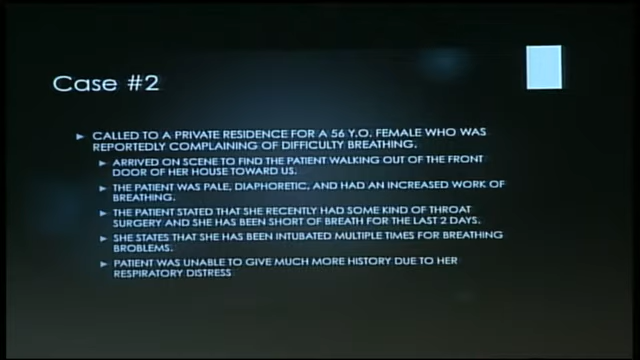 Case #2
CALLED TO A PRIVATE RESIDENCE FOR A 56 Y.O. FEMALE WHO WAS
REPORTEDLY COMPLAINING OF DIFFICULTY BREATHING.
ARRIVED ON SCENE TO FIND THE PATIENT WALKING OUT OF THE FRONT
DOOR OF HER HOUSE TOWARD US.
THE PATIENT WAS PALE, DIAPHORETIC, AND HAD AN INCREASED WORK OF
BREATHING.
THE PATIENT STATED THAT SHE RECENTLY HAD SOME KIND OF THROAT
SURGERY AND SHE HAS BEEN SHORT OF BREATH FOR THE LAST 2 DAYS.
SHE STATES THAT SHE HAS BEEN INTUBATED MULTIPLE TIMES FOR BREATHING
BROBLEMS.
PATIENT WAS UNABLE TO GIVE MUCH MORE HISTORY DUE TO HER
RESPIRATORY DISTRESS